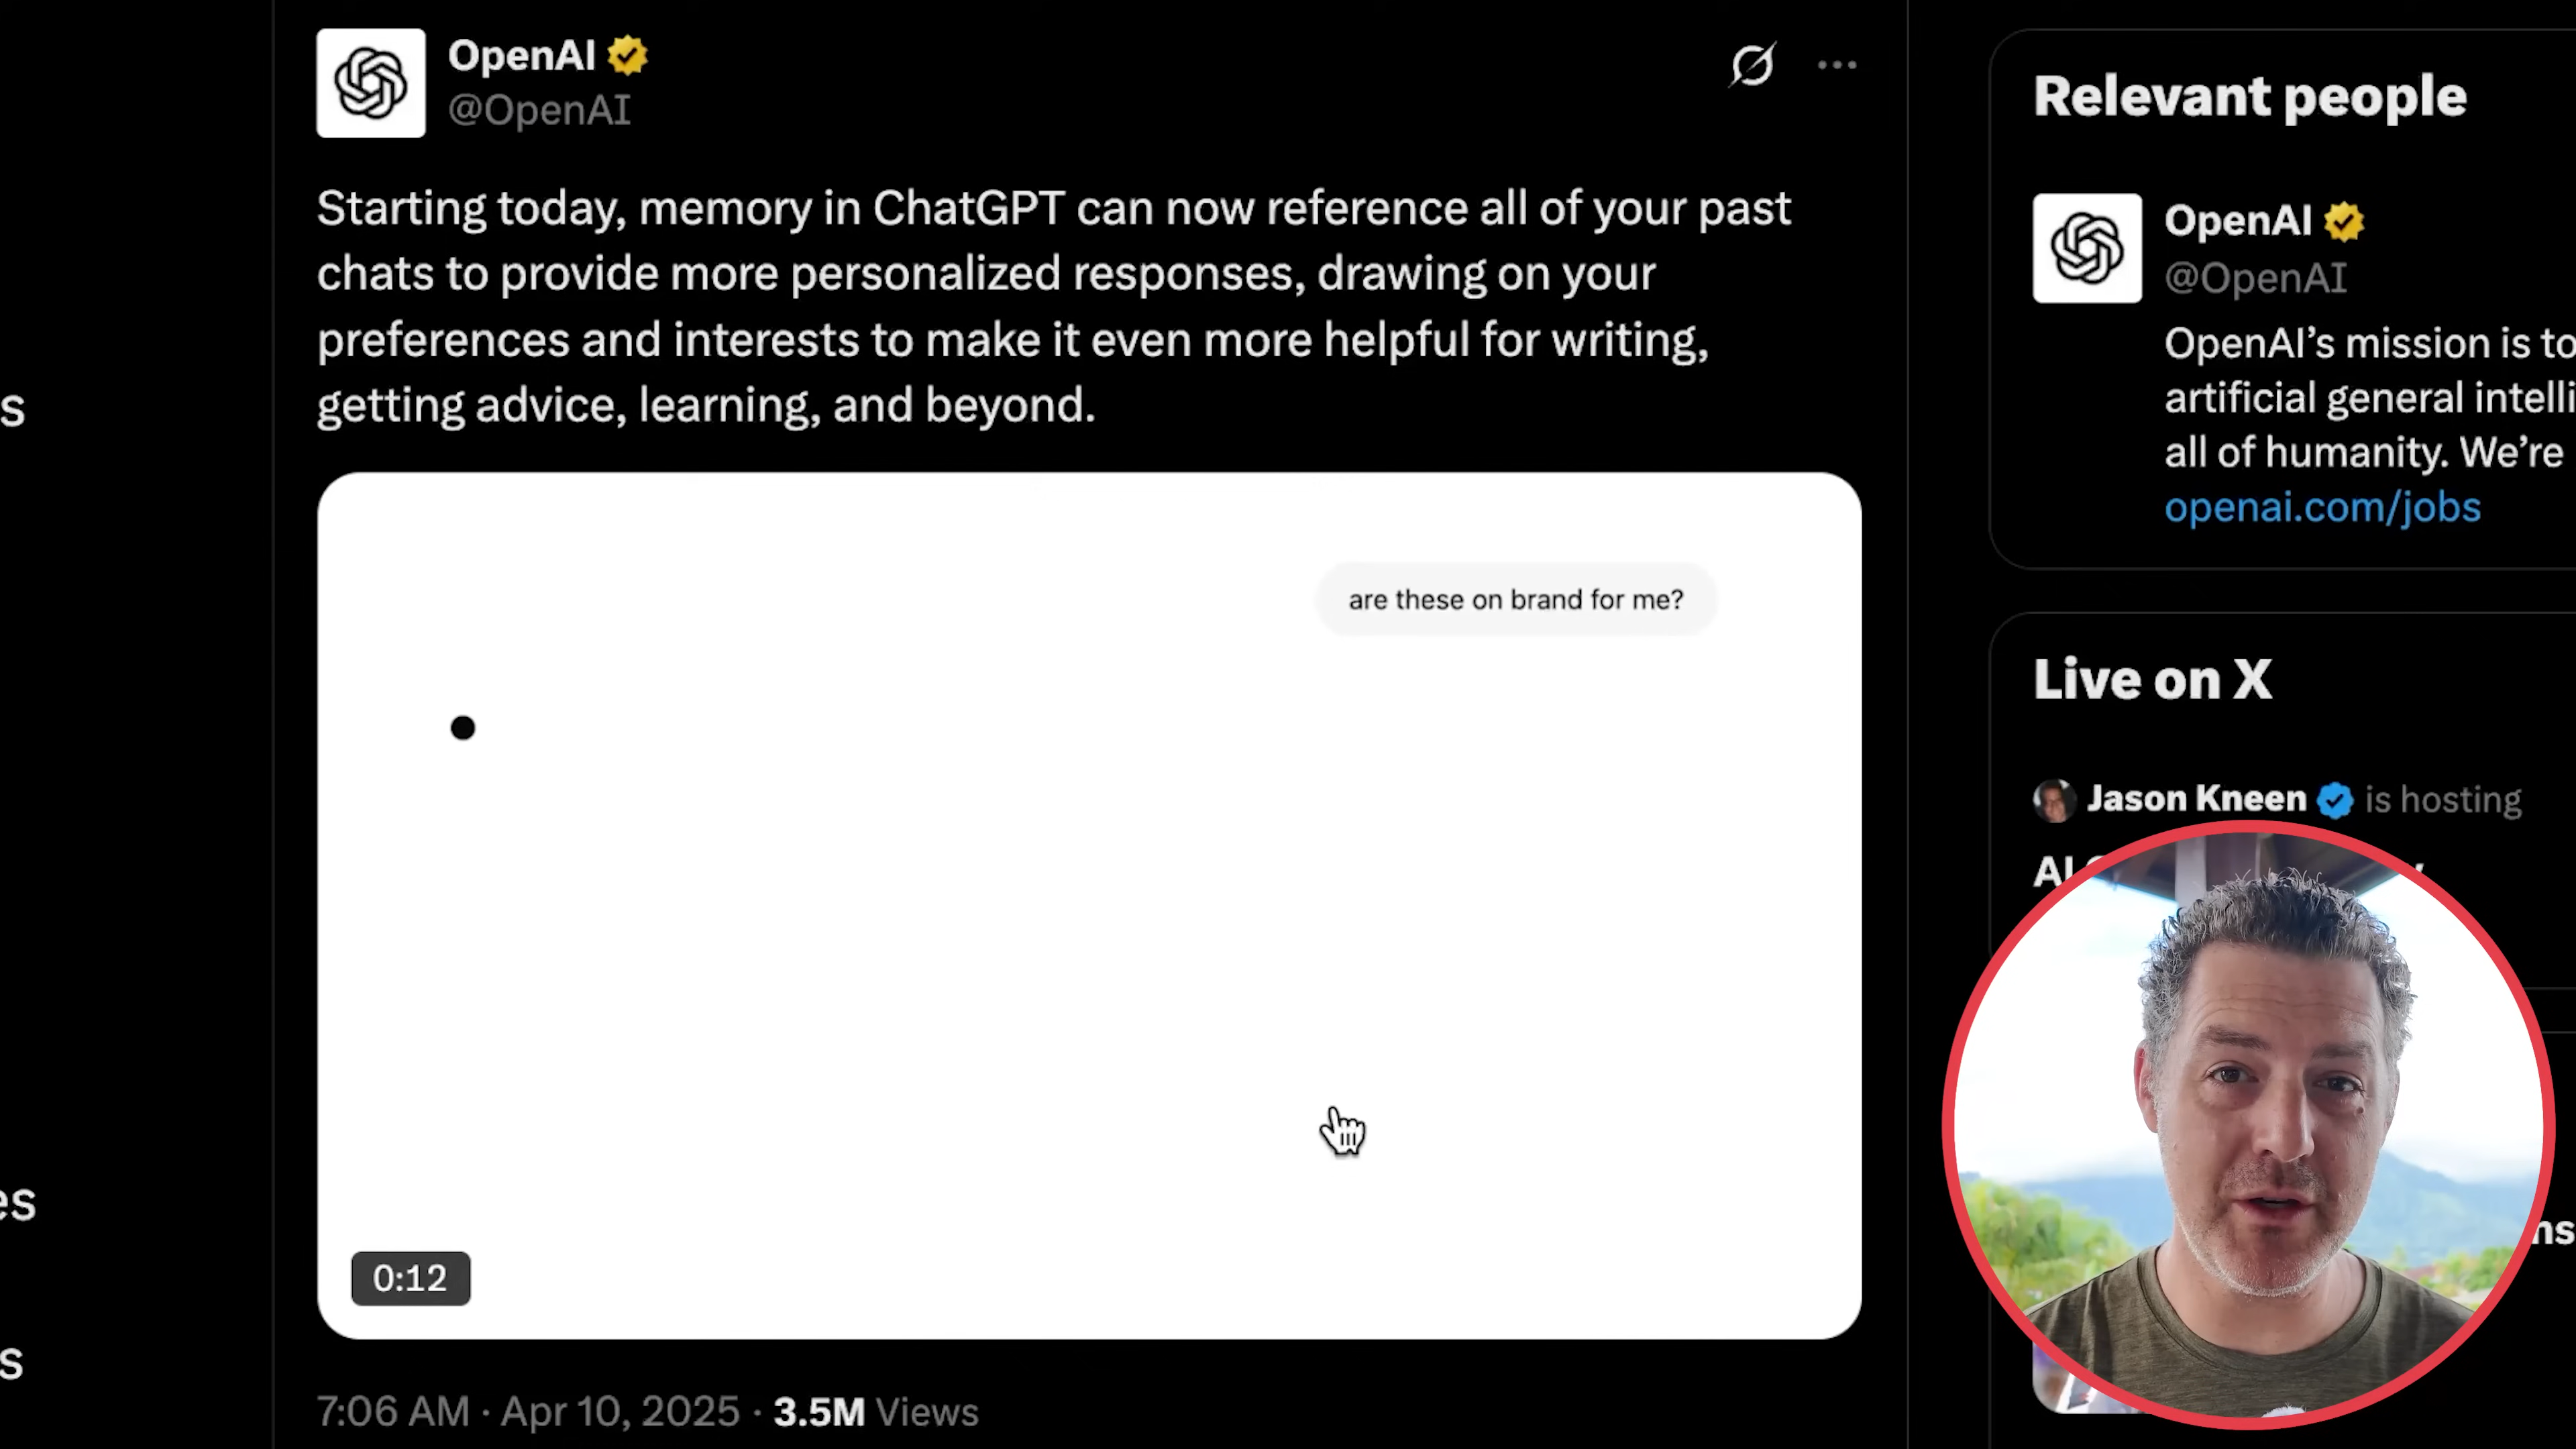 OpenAI
@OpenAI
Starting today, memory in ChatGPT can now reference all of your past
chats to provide more personalized responses, drawing on your
preferences and interests to make it even more helpful for writing,
getting advice, learning, and beyond.
are these on brand for me?
0:12
7:06 AM · Apr 10, 2025 · 3.5M Views
Relevant people
OpenAI
@OpenAI
OpenAI’s mission is to
artificial general intelli
all of humanity. We’re
openai.com/jobs
Live on X
Jason Kneen is hosting
AI